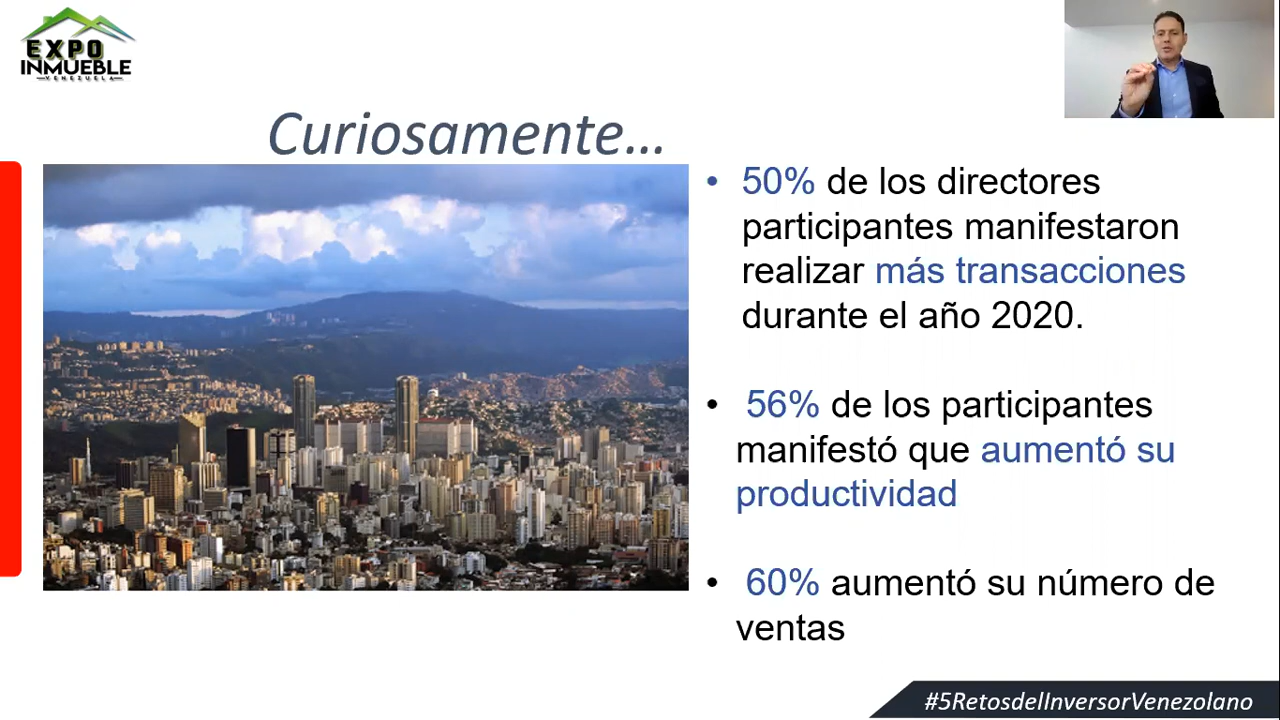 EXPO
INMUEBLE
VENEZUELA
Curiosamente...
• 50% de los directores
participantes manifestaron
realizar más transacciones
durante el año 2020.
• 56% de los participantes
manifestó que aumentó su
productividad
• 60% aumentó su número de
ventas
#5RetosdelInversorVenezolano